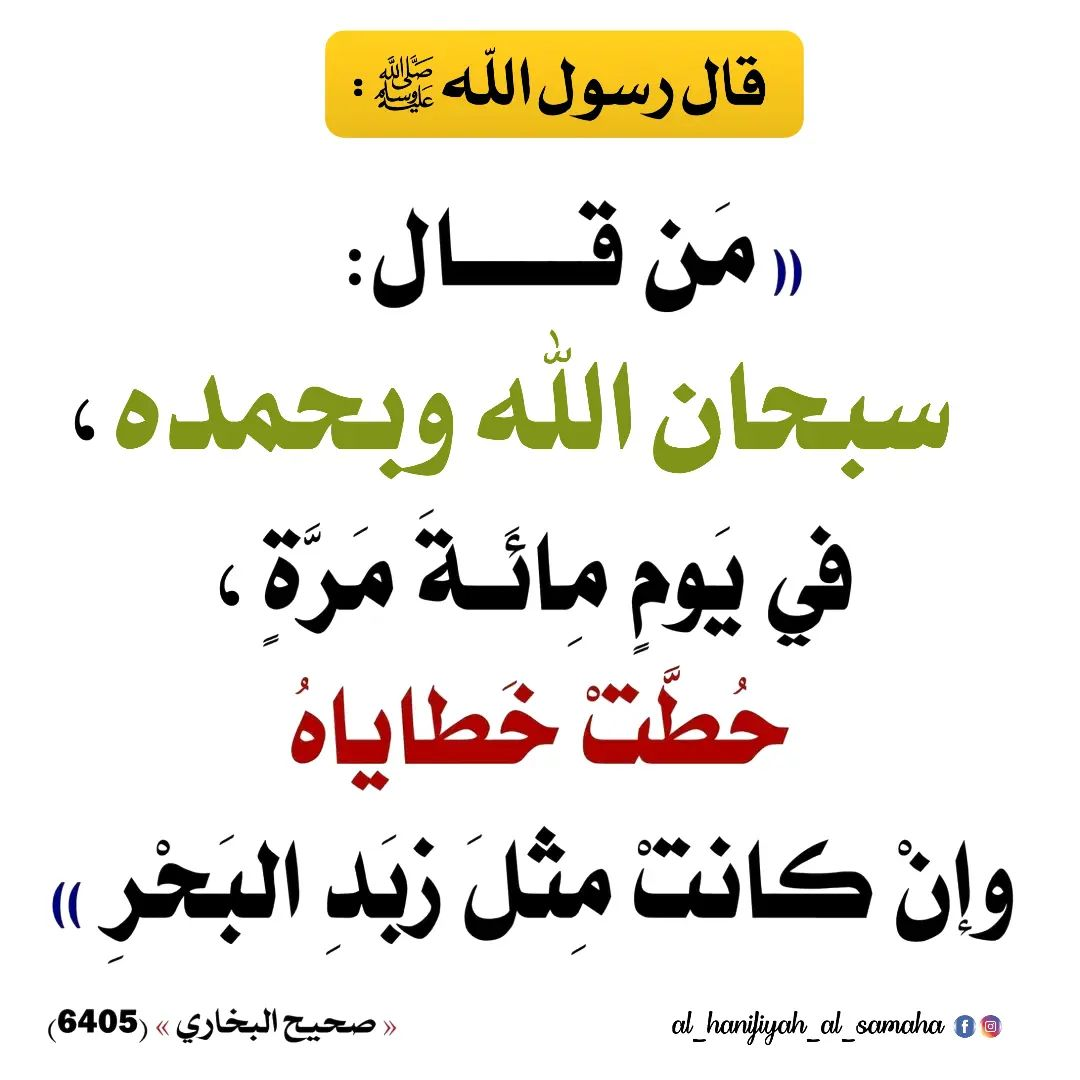 قال رسول الله ﷺ :
(( مَن قـــال:
سبحان الله وبحمده ،
في يَومٍ مِائَـةَ مَرَّةٍ ،
حُطَّتْ خَطاياهُ
وإنْ كانتْ مِثلَ زبَدِ البَحْرِ ))
« صحيح البخاري » (6405)
al_hanifiyah_al_samaha